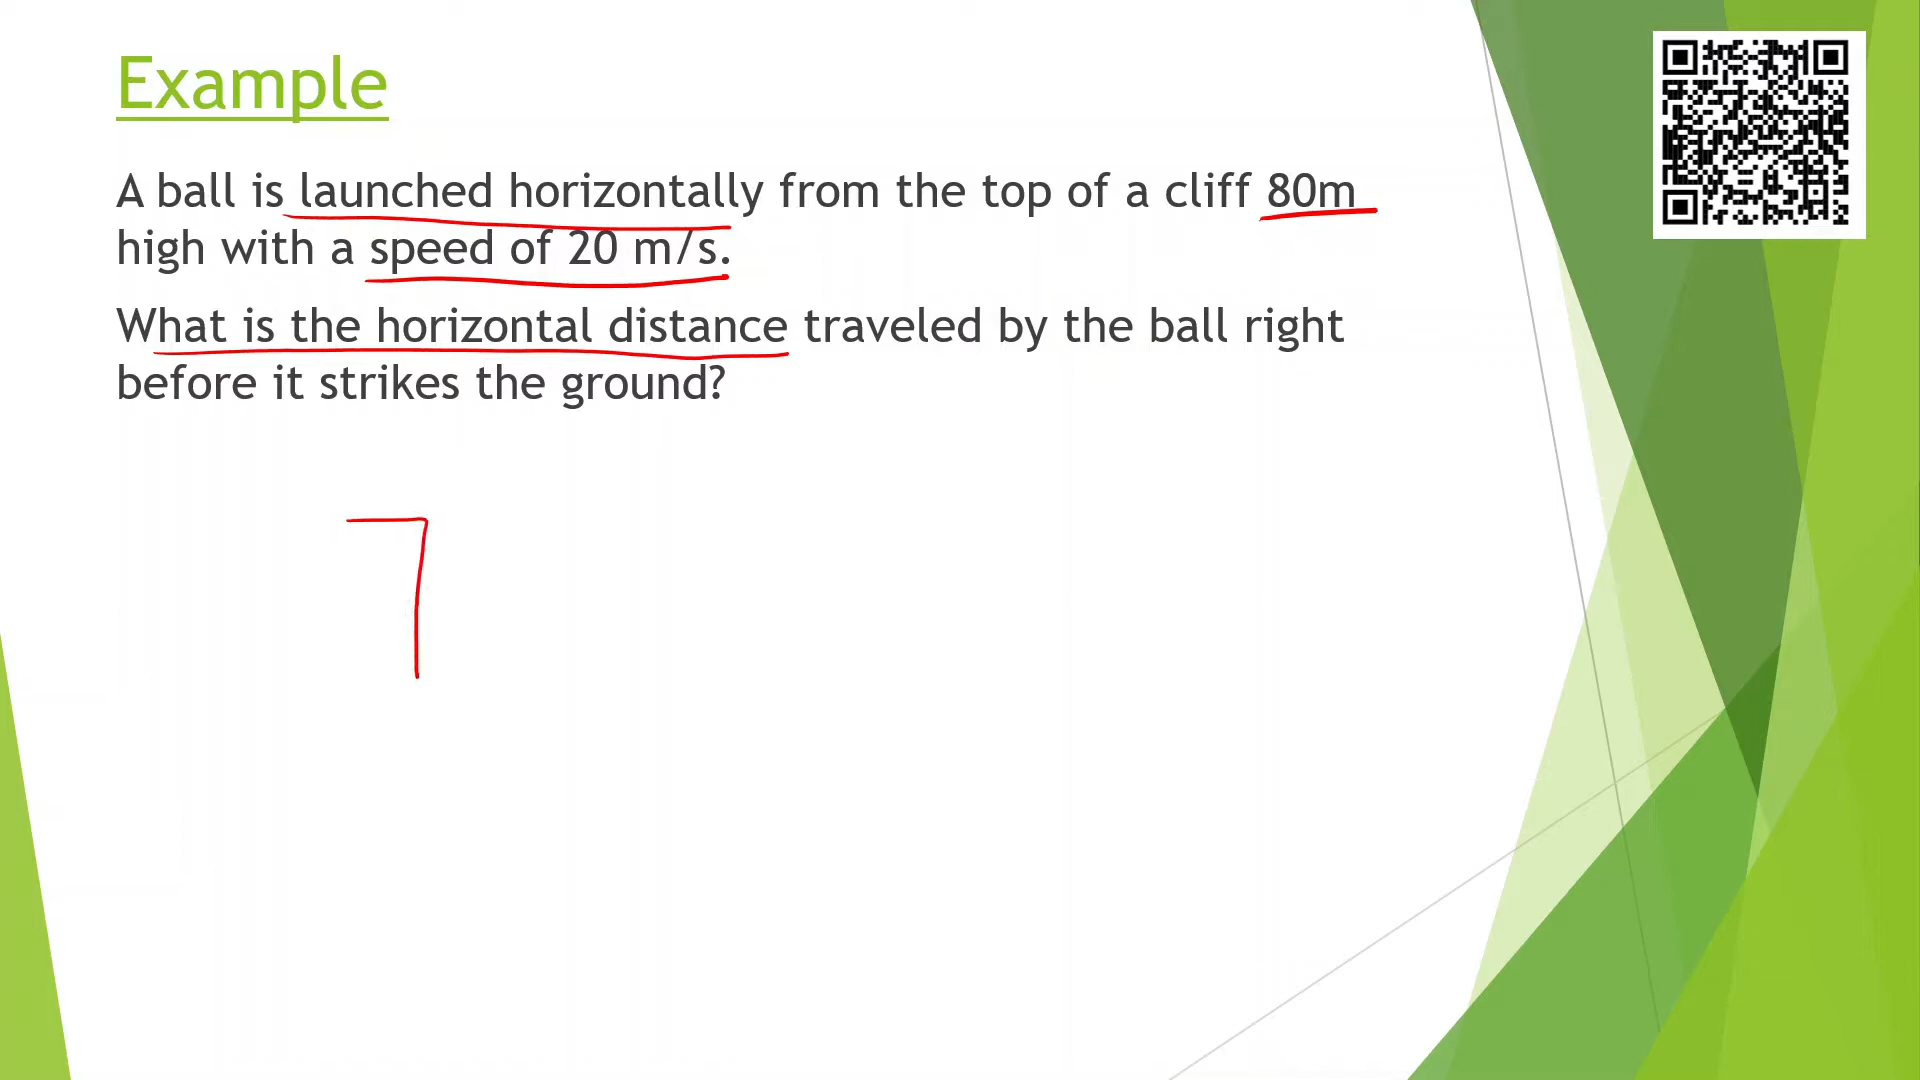 Example
A ball is launched horizontally from the top of a cliff 80m
high with a speed of 20 m/s.
What is the horizontal distance traveled by the ball right
before it strikes the ground?